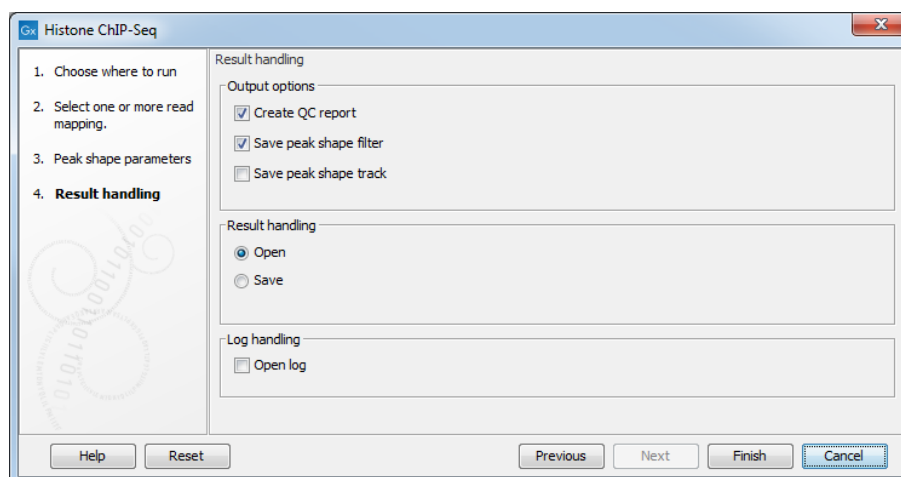 Gx Histone ChIP-Seq
1. Choose where to run
2. Select one or more read
mapping.
3. Peak shape parameters
4. Result handling
Result handling
Output options
Create QC report
Save peak shape filter
Save peak shape track
Result handling
Open
Save
Log handling
Open log
Help
Reset
Previous
Next
Finish
Cancel